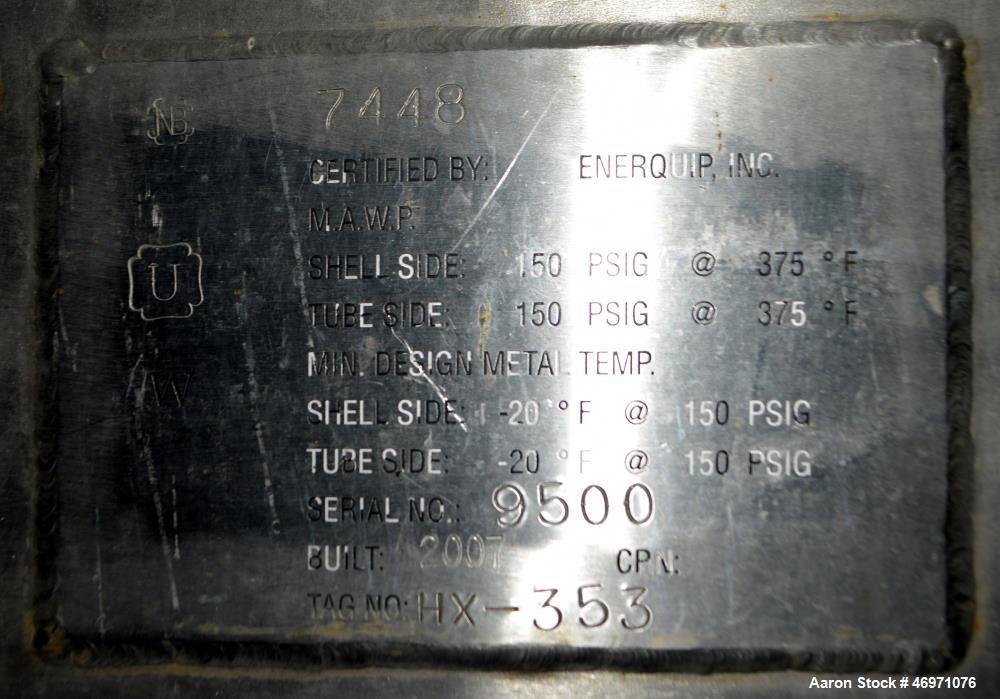 NB 7448
CERTIFIED BY: ENERQUIP, INC.
M.A.W.P.
SHELL SIDE: 150 PSIG @ 375 °F
U
TUBE SIDE: 150 PSIG @ 375 °F
MIN. DESIGN METAL TEMP.
W
SHELL SIDE: -20 °F @ 150 PSIG
TUBE SIDE: -20 °F @ 150 PSIG
SERIAL NO.: 9500
BUILT: 2007 CPN:
TAG NO: HX-353
Aaron Stock # 46971076